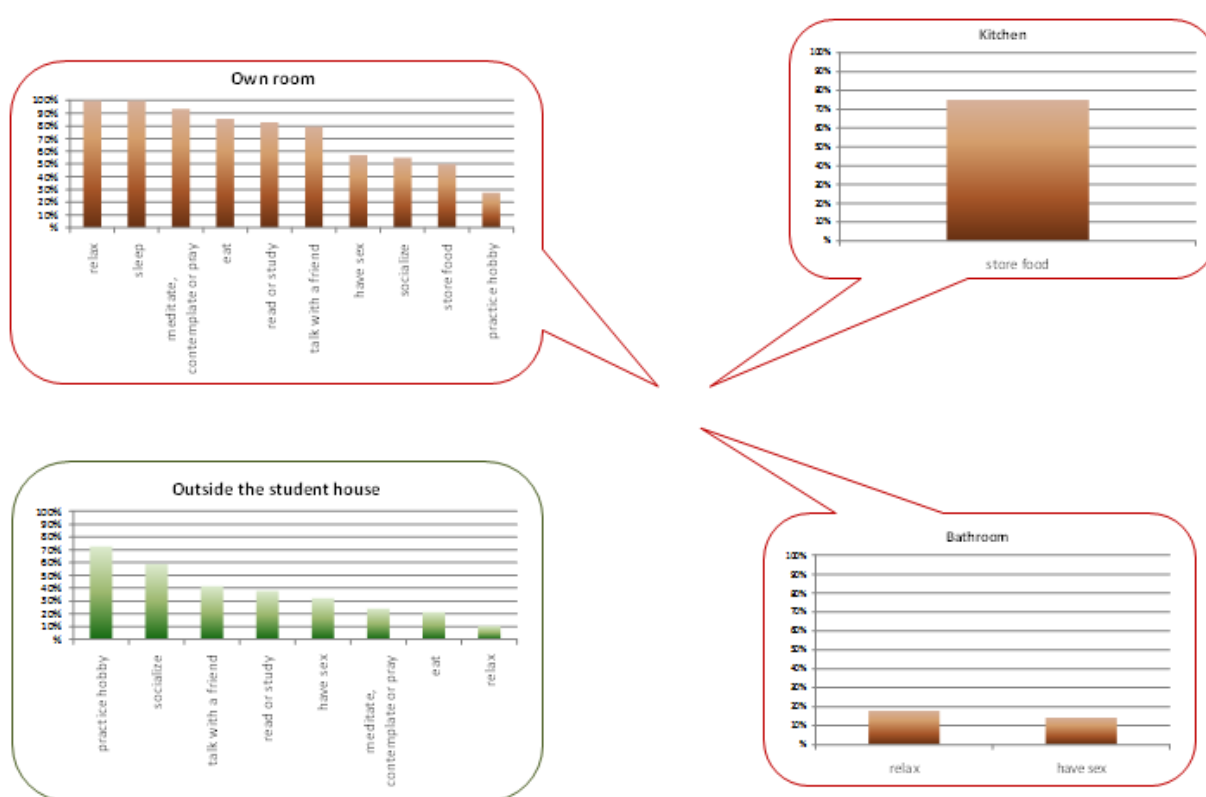 Own room
100%
90%
80%
70%
60%
50%
40%
30%
20%
10%
%
relax
sleep
meditate,
contemplate or pray
eat
read or study
talk with a friend
have sex
socialize
store food
practice hobby
Kitchen
100%
90%
80%
70%
60%
50%
40%
30%
20%
10%
%
store food
Outside the student house
100%
90%
80%
70%
60%
50%
40%
30%
20%
10%
%
practice hobby
socialize
talk with a friend
read or study
have sex
meditate,
contemplate or pray
eat
relax
Bathroom
100%
90%
80%
70%
60%
50%
40%
30%
20%
10%
%
relax
have sex